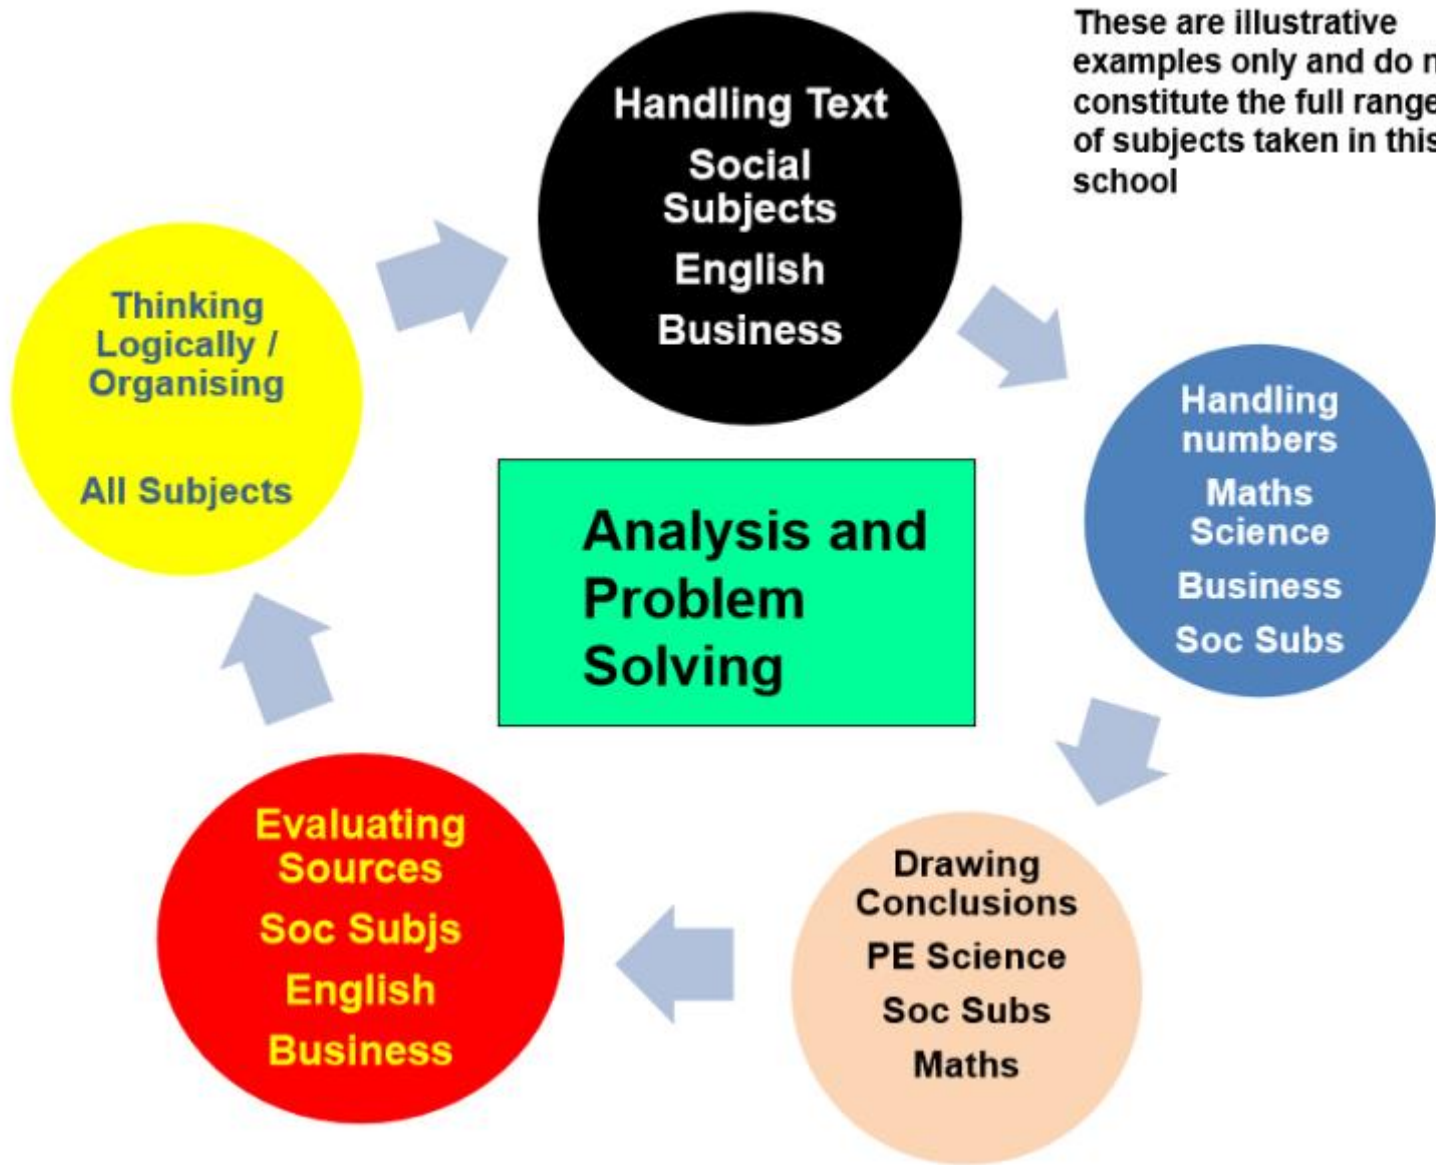 These are illustrative
examples only and do n
constitute the full range
of subjects taken in this
school
Handling Text
Social
Subjects
English
Business
Handling
numbers
Maths
Science
Business
Soc Subs
Drawing
Conclusions
PE Science
Soc Subs
Maths
Evaluating
Sources
Soc Subjs
English
Business
Thinking
Logically /
Organising
All Subjects
Analysis and
Problem
Solving